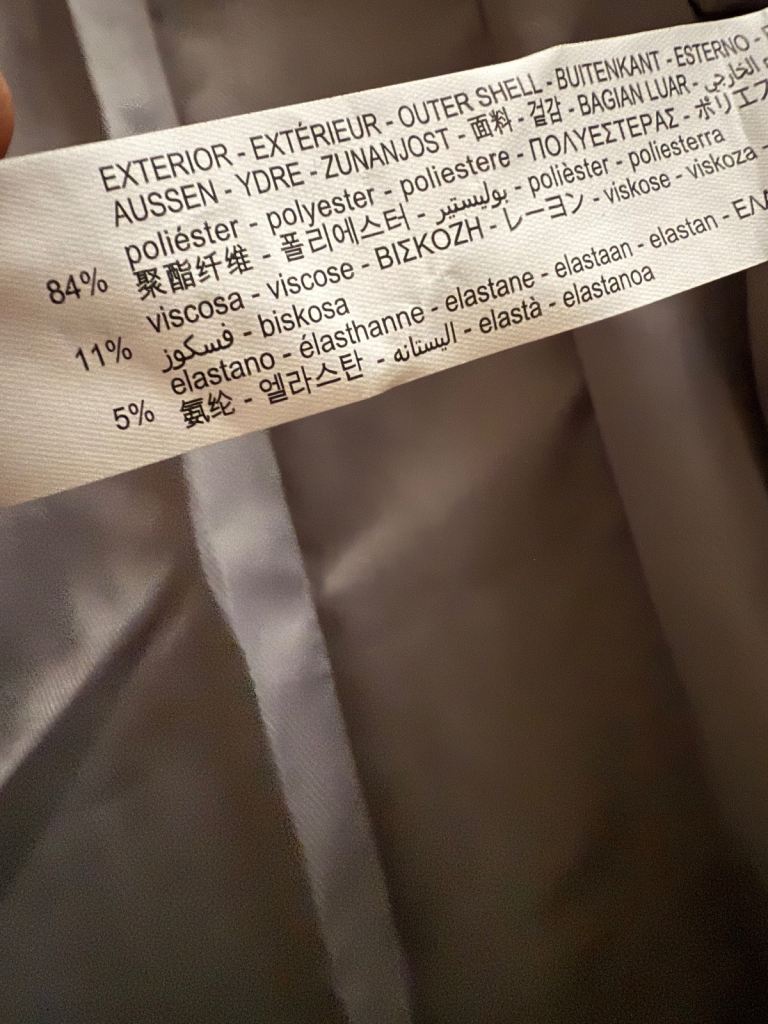 EXTERIOR - EXTÉRIEUR - OUTER SHELL - BUITENKANT - ESTERNO -
AUSSEN - YDRE - ZUNANJOST - 面料 - 겉감 - BAGIAN LUAR - الخارجي
84% poliéster - polyester - poliestere - ΠΟΛΥΕΣΤΕΡΑΣ - ポリエス
聚酯纤维 - 폴리에스터 - بوليستير - polièster - poliesterra
11% viscosa - viscose - ΒΙΣΚΟΖΗ - レーヨン - viskose - viskoza -
فسكوز - biskosa
5% elastano - élasthanne - elastane - elastaan - elastan - ΕΛΑ
氨纶 - 엘라스탄 - اليستانه - elastà - elastanoa